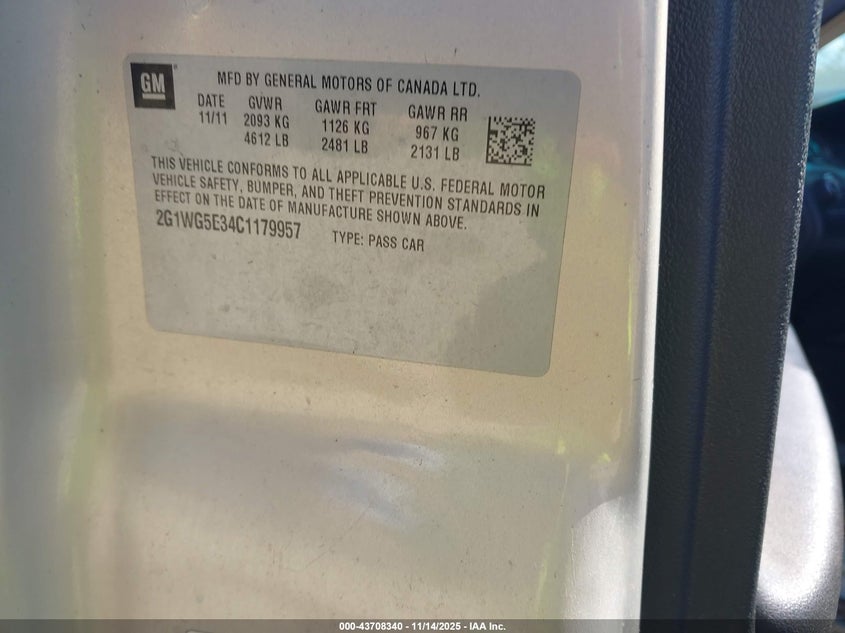 GM
MFD BY GENERAL MOTORS OF CANADA LTD.
DATE GVWR GAWR FRT GAWR RR
11/11 2093 KG 1126 KG 967 KG
4612 LB 2481 LB 2131 LB
THIS VEHICLE CONFORMS TO ALL APPLICABLE U.S. FEDERAL MOTOR
VEHICLE SAFETY, BUMPER, AND THEFT PREVENTION STANDARDS IN
EFFECT ON THE DATE OF MANUFACTURE SHOWN ABOVE.
2G1WG5E34C1179957 TYPE: PASS CAR
000-43708340 - 11/14/2025 - IAA Inc.